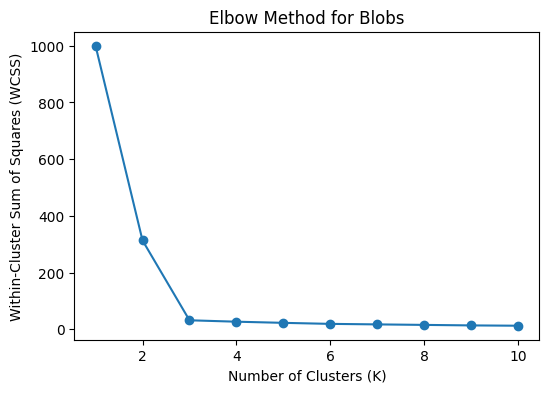 Elbow Method for Blobs
Within-Cluster Sum of Squares (WCSS)
1000
800
600
400
200
0
2 4 6 8 10
Number of Clusters (K)